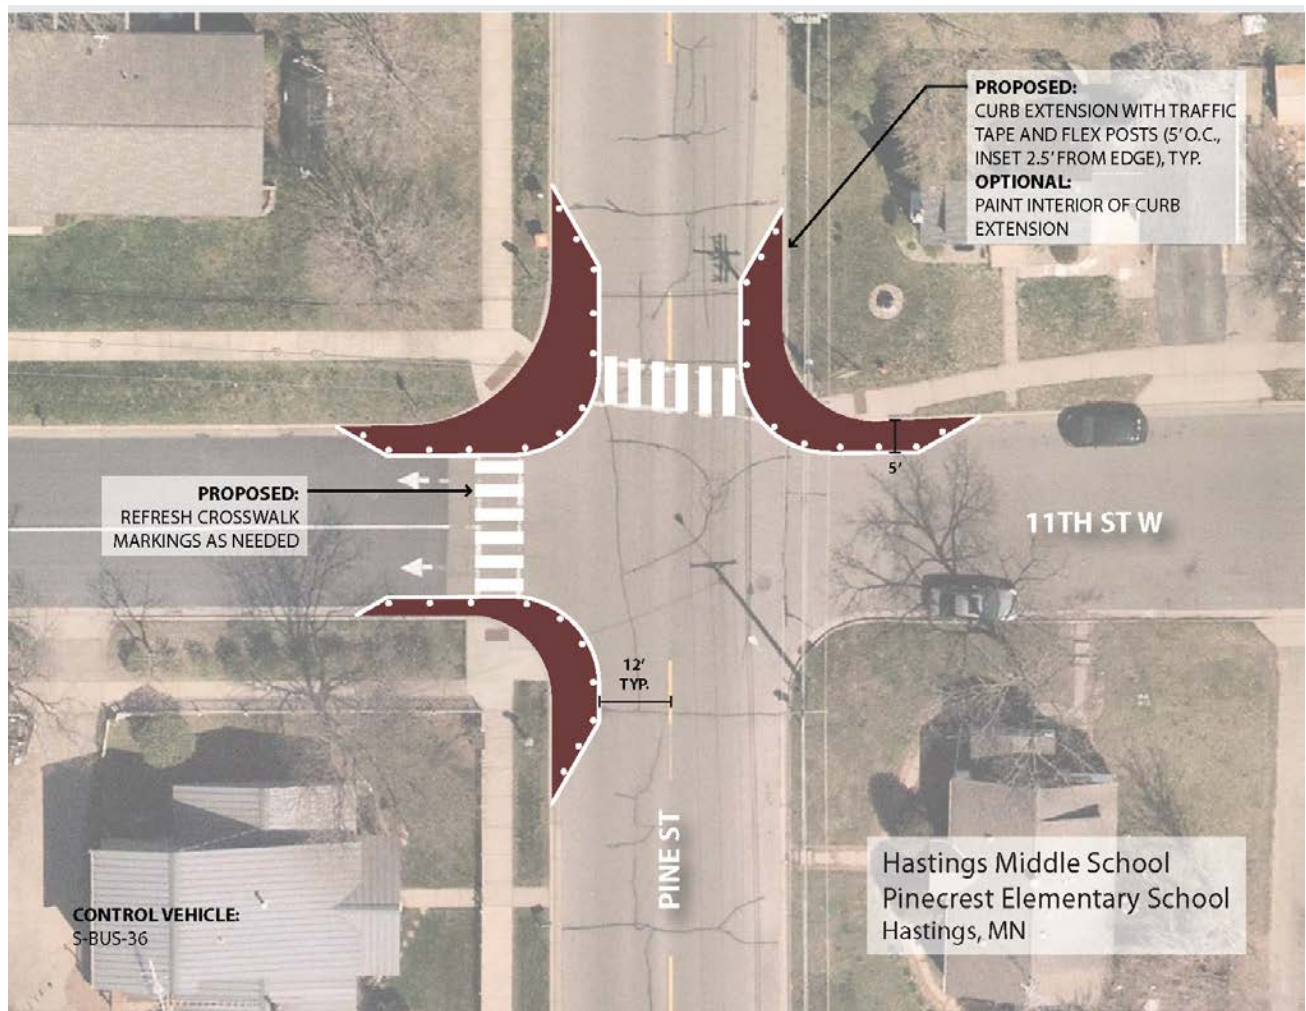 PROPOSED:
CURB EXTENSION WITH TRAFFIC
TAPE AND FLEX POSTS (5' O.C.,
INSET 2.5' FROM EDGE), TYP.
OPTIONAL:
PAINT INTERIOR OF CURB
EXTENSION
5'
PROPOSED:
REFRESH CROSSWALK
MARKINGS AS NEEDED
11TH ST W
12'
TYP.
PINE ST
Hastings Middle School
Pinecrest Elementary School
Hastings, MN
CONTROL VEHICLE:
S-BUS-36